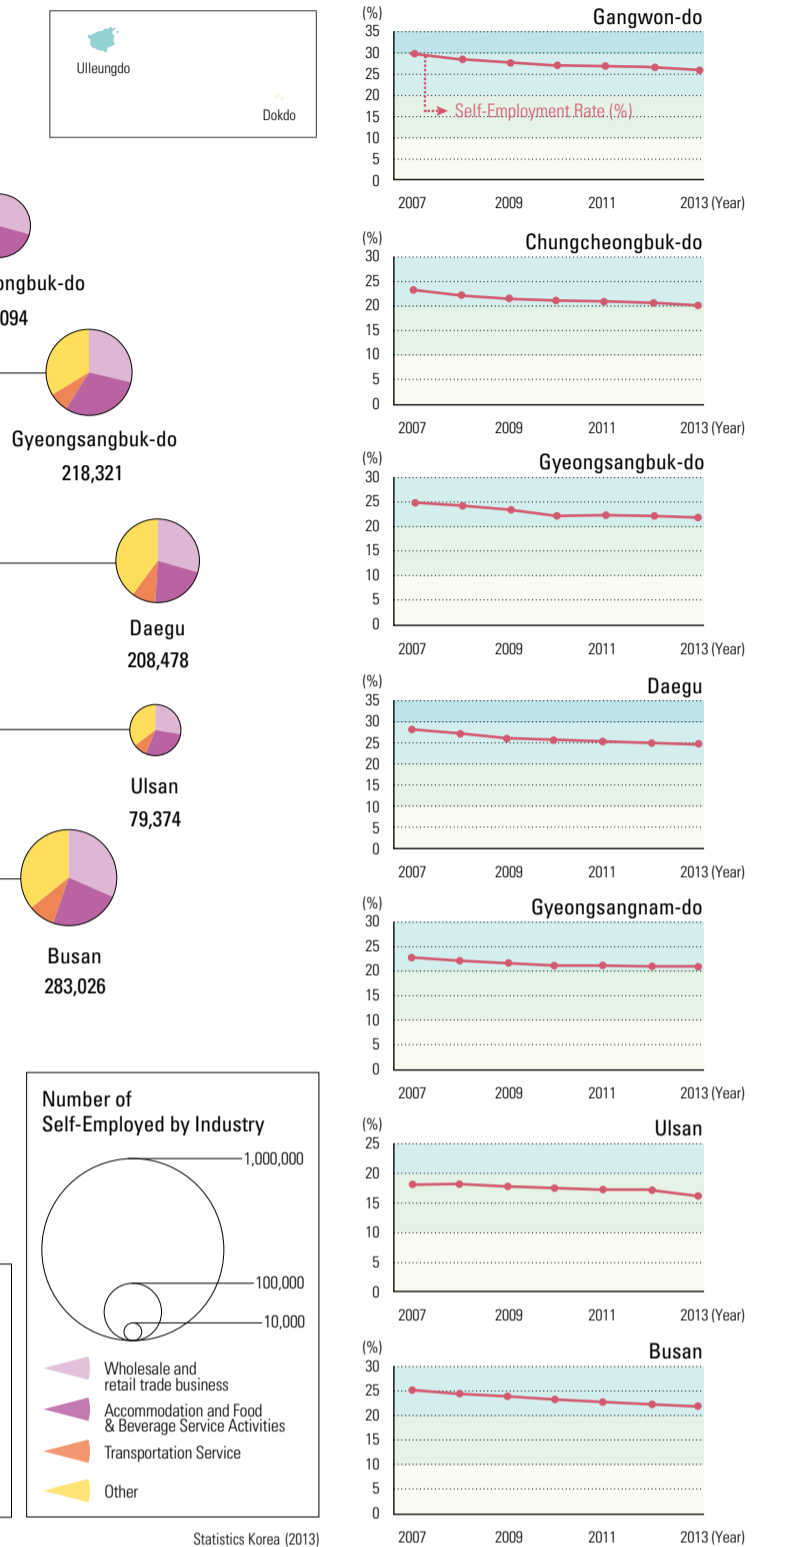 Ulleungdo
Dokdo
ongbuk-do
094
Gyeongsangbuk-do
218,321
Daegu
208,478
Ulsan
79,374
Busan
283,026
Number of
Self-Employed by Industry
1,000,000
100,000
10,000
Wholesale and
retail trade business
Accommodation and Food
& Beverage Service Activities
Transportation Service
Other
Statistics Korea (2013)
(%)
Gangwon-do
35
30
25
20
15
10
5
0
Self-Employment Rate (%)
2007 2009 2011 2013 (Year)
(%)
Chungcheongbuk-do
30
25
20
15
10
5
0
2007 2009 2011 2013 (Year)
(%)
Gyeongsangbuk-do
30
25
20
15
10
5
0
2007 2009 2011 2013 (Year)
(%)
Daegu
35
30
25
20
15
10
5
0
2007 2009 2011 2013 (Year)
(%)
Gyeongsangnam-do
30
25
20
15
10
5
0
2007 2009 2011 2013 (Year)
(%)
Ulsan
25
20
15
10
5
0
2007 2009 2011 2013 (Year)
(%)
Busan
30
25
20
15
10
5
0
2007 2009 2011 2013 (Year)